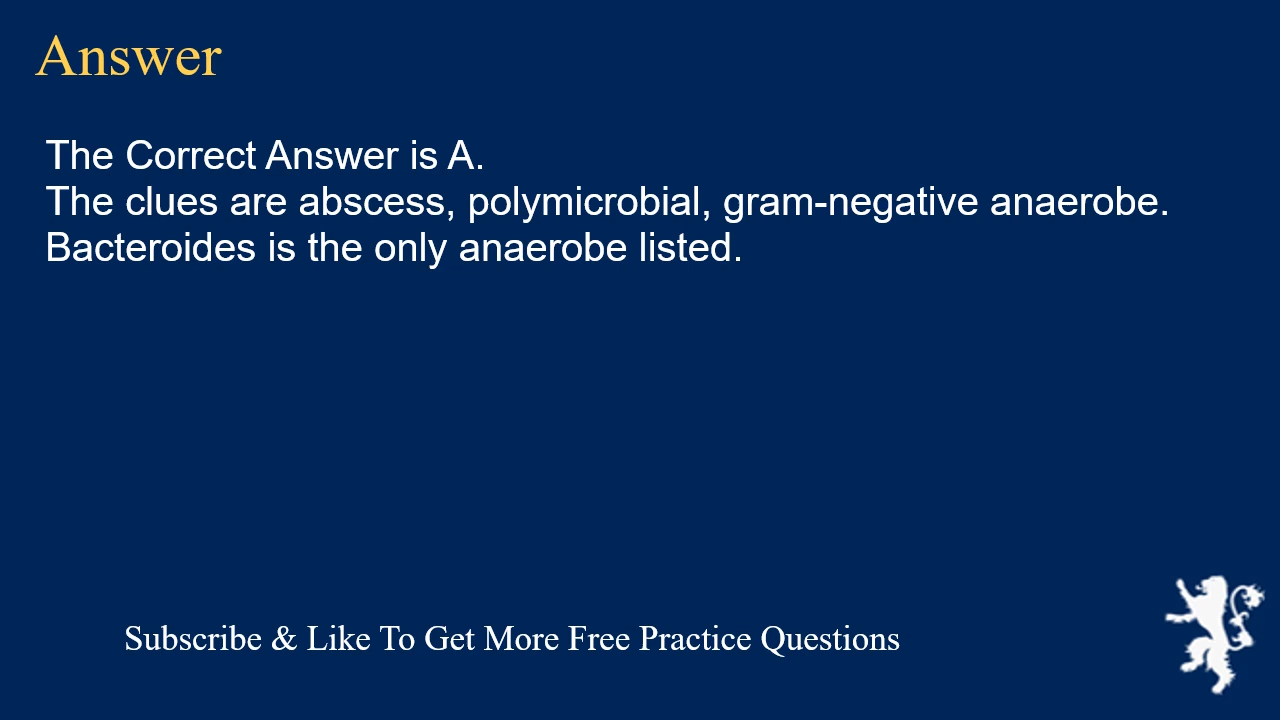 Answer
The Correct Answer is A.
The clues are abscess, polymicrobial, gram-negative anaerobe.
Bacteroides is the only anaerobe listed.
Subscribe & Like To Get More Free Practice Questions